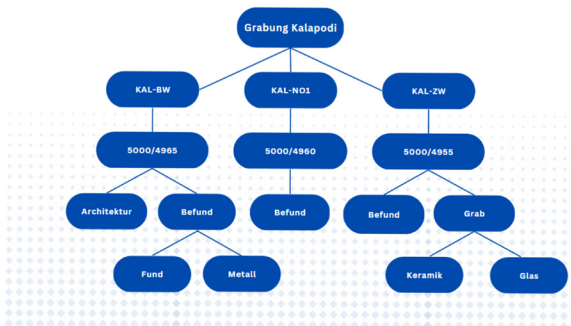 Grabung Kalapodi
KAL-BW
KAL-NO1
KAL-ZW
5000/4965
5000/4960
5000/4955
Architektur
Befund
Befund
Befund
Grab
Fund
Metall
Keramik
Glas